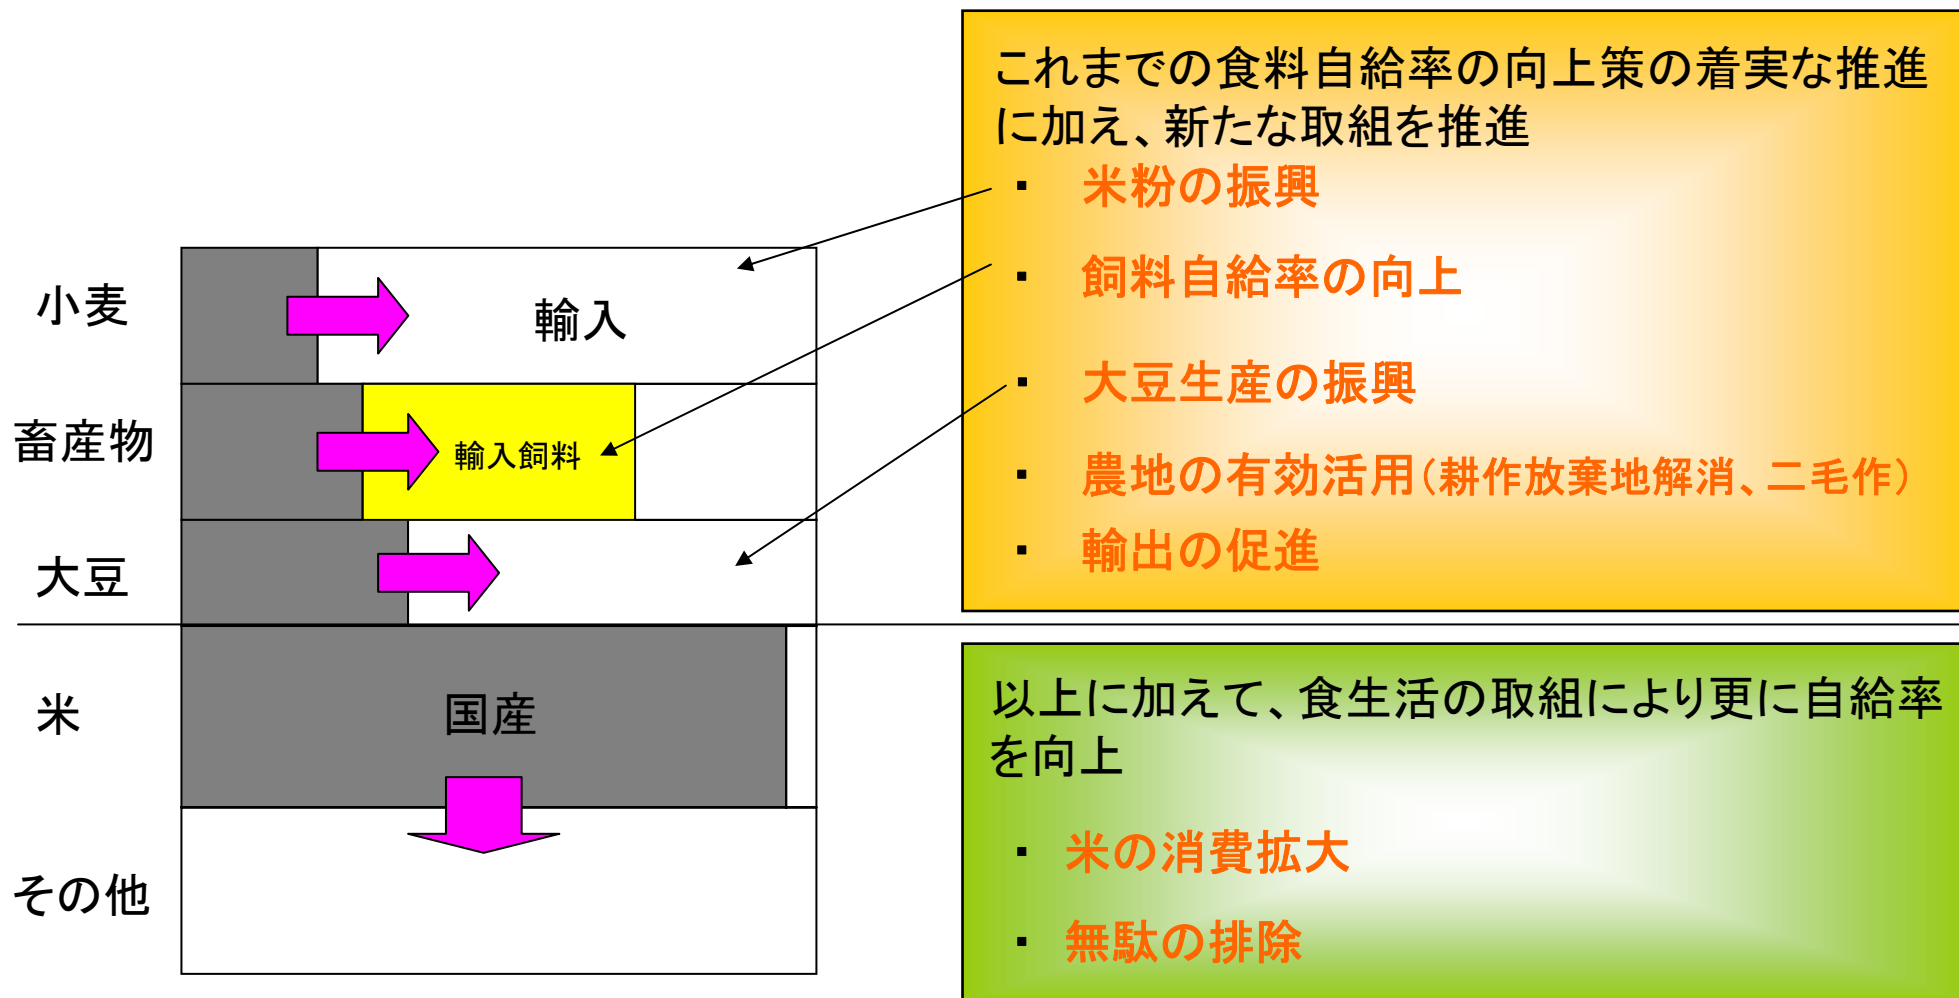 これまでの食料自給率の向上策の着実な推進
に加え、新たな取組を推進
▪ 米粉の振興
▪ 飼料自給率の向上
▪ 大豆生産の振興
▪ 農地の有効活用（耕作放棄地解消、二毛作）
▪ 輸出の促進
小麦
輸入
畜産物
輸入飼料
大豆
米
国産
その他
以上に加えて、食生活の取組により更に自給率
を向上
▪ 米の消費拡大
▪ 無駄の排除